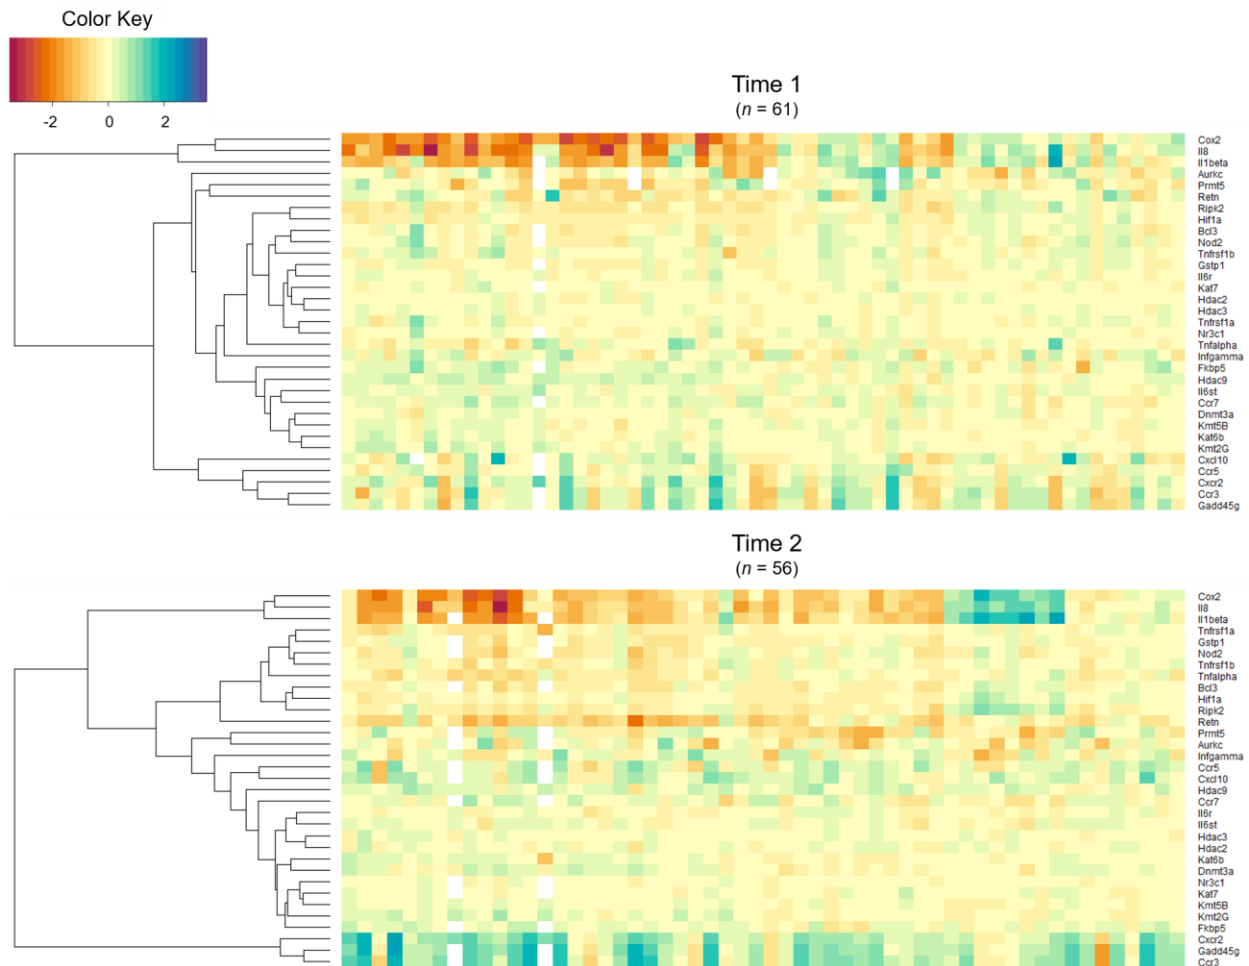 Color Key
-2 0 2
Time 1
(n = 61)
Cox2
Il8
Il1beta
Aurkc
Prmt5
Retn
Ripk2
Hif1a
Bcl3
Nod2
Tnfrsf1b
Gstp1
Il6r
Kat7
Hdac2
Hdac3
Tnfrsf1a
Nr3c1
Tnfalpha
Infgamma
Fkbp5
Hdac9
Il6st
Ccr7
Dnmt3a
Kmt5B
Kat6b
Kmt2G
Cxcl10
Ccr5
Cxcr2
Ccr3
Gadd45g
Time 2
(n = 56)
Cox2
Il8
Il1beta
Tnfrsf1a
Gstp1
Nod2
Tnfrsf1b
Tnfalpha
Bcl3
Hif1a
Ripk2
Retn
Prmt5
Aurkc
Infgamma
Ccr5
Cxcl10
Hdac9
Ccr7
Il6r
Il6st
Hdac3
Hdac2
Kat6b
Dnmt3a
Nr3c1
Kat7
Kmt5B
Kmt2G
Fkbp5
Cxcr2
Gadd45g
Ccr3